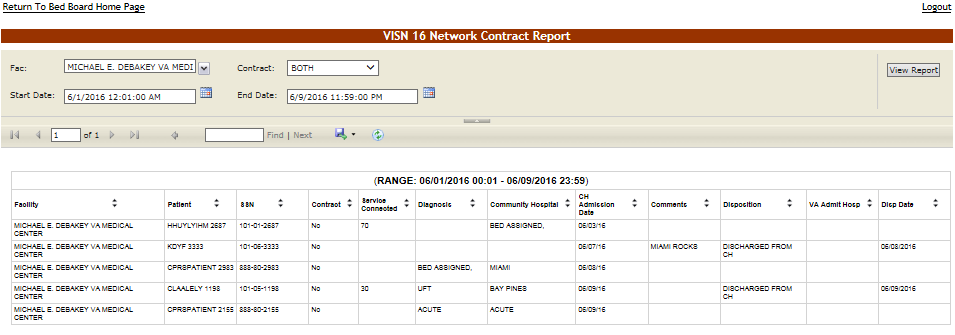 Return To Bed Board Home Page Logout
VISN 16 Network Contract Report
Fac: MICHAEL E. DEBAKEY VA MEDI Contract: BOTH View Report
Start Date: 6/1/2016 12:01:00 AM End Date: 6/9/2016 11:59:00 PM
1 of 1 Find | Next
(RANGE: 06/01/2016 00:01 - 06/09/2016 23:59)
Facility Patient SSN Contract Service Connected Diagnosis Community Hospital CH Admission Date Comments Disposition VA Admit Hosp Disp Date
MICHAEL E. DEBAKEY VA MEDICAL CENTER HHUYLYIHM 2687 101-01-2687 No 70 BED ASSIGNED, 06/03/16
MICHAEL E. DEBAKEY VA MEDICAL CENTER KDYF 3333 101-06-3333 No 06/07/16 MIAMI ROCKS DISCHARGED FROM CH 06/08/2016
MICHAEL E. DEBAKEY VA MEDICAL CENTER CPRSPATIENT 2983 888-80-2983 No BED ASSIGNED, MIAMI 06/08/16
MICHAEL E. DEBAKEY VA MEDICAL CENTER CLAALELY 1198 101-05-1198 No 30 UFT BAY PINES 06/09/16 DISCHARGED FROM CH 06/09/2016
MICHAEL E. DEBAKEY VA MEDICAL CENTER CPRSPATIENT 2155 888-80-2155 No ACUTE ACUTE 06/09/16